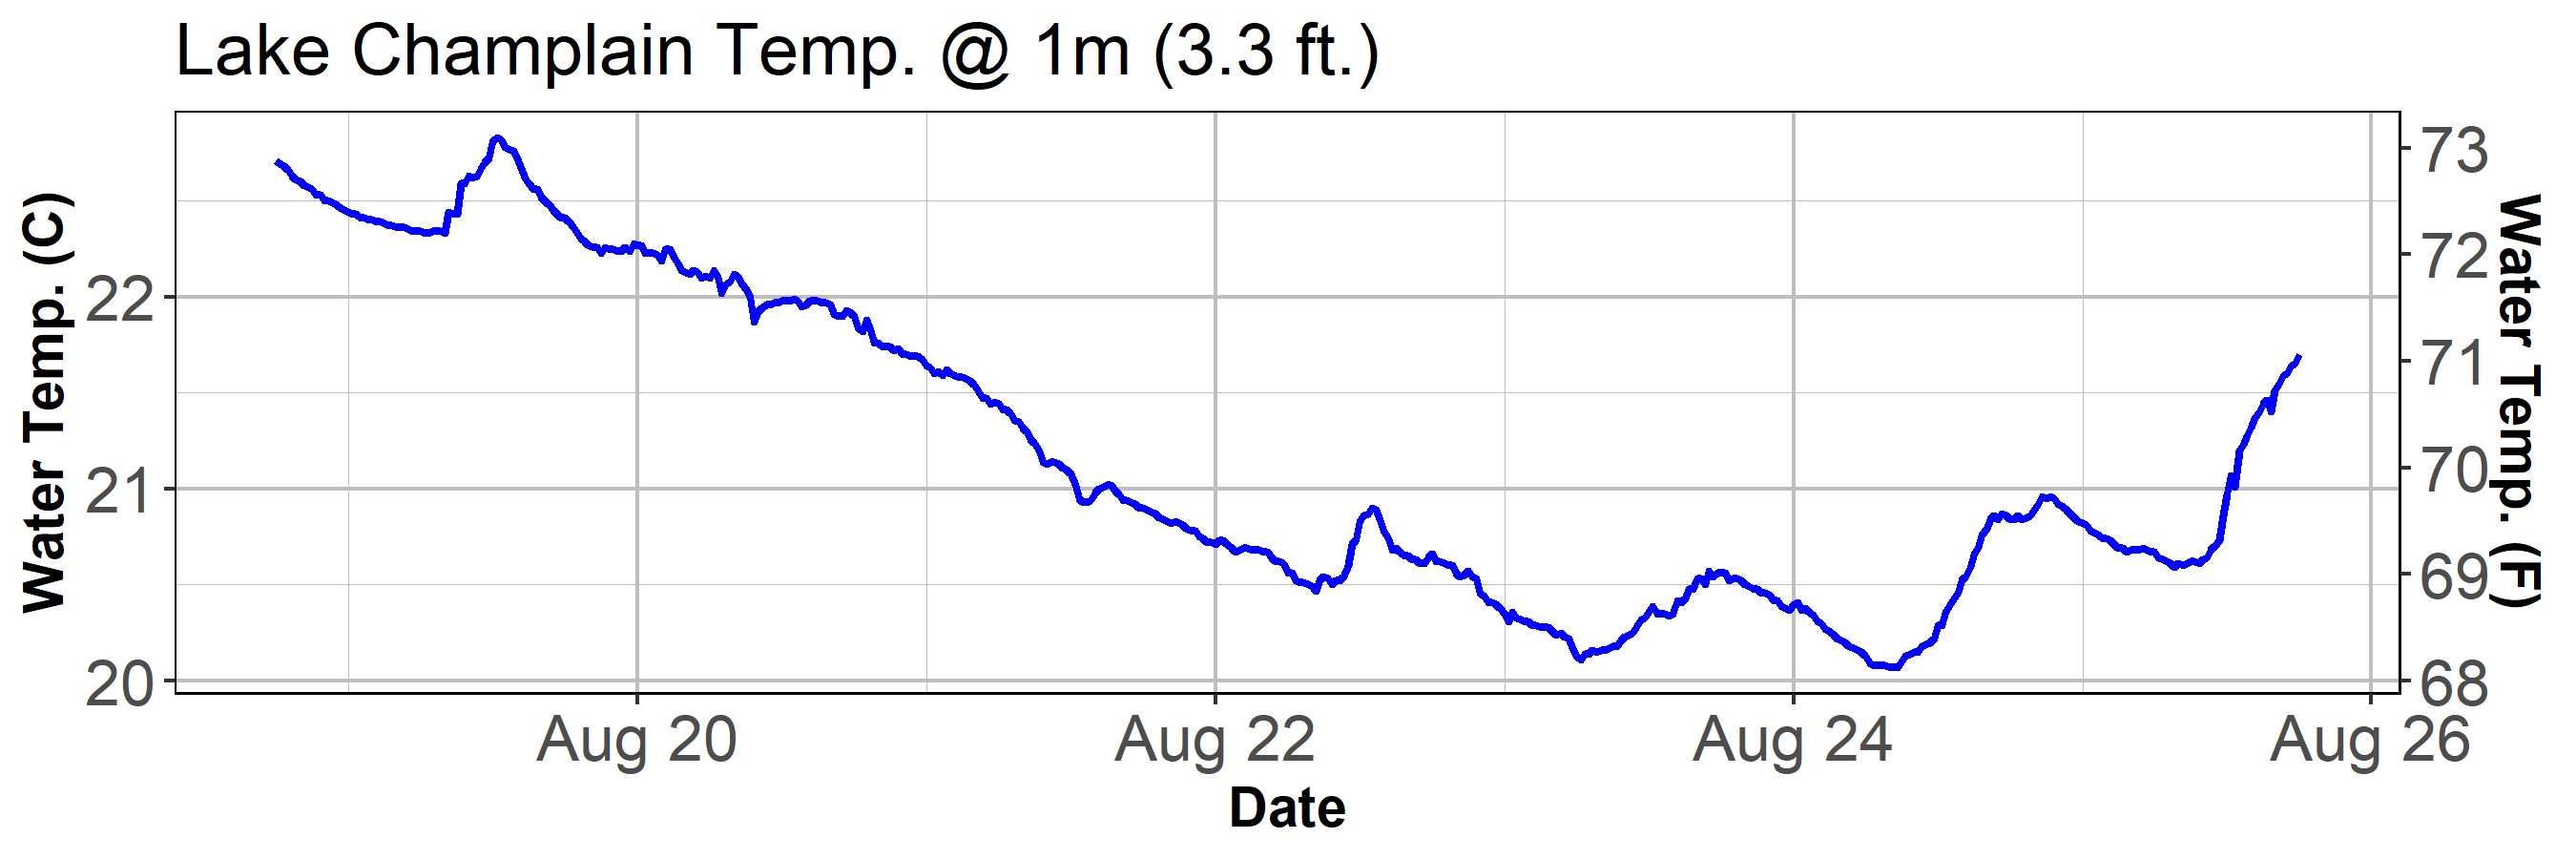 Lake Champlain Temp. @ 1m (3.3 ft.)
Water Temp. (C)
22
21
20
73
72
71
70
69
68
Water Temp. (F)
Aug 20 Aug 22 Aug 24 Aug 26
Date